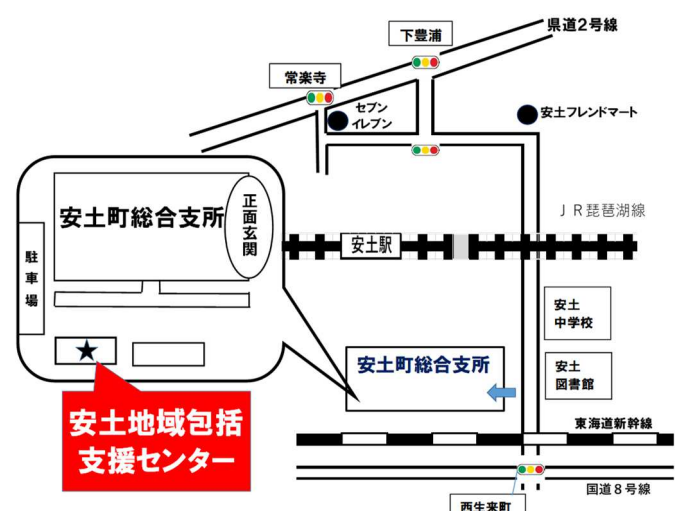 県道2号線
下豊浦
常楽寺
セブン
イレブン
安土フレンドマート
JR琵琶湖線
安土町総合支所
正面玄関
駐車場
安土駅
安土
中学校
安土町総合支所
安土
図書館
安土地域包括
支援センター
東海道新幹線
国道8号線
西生来町